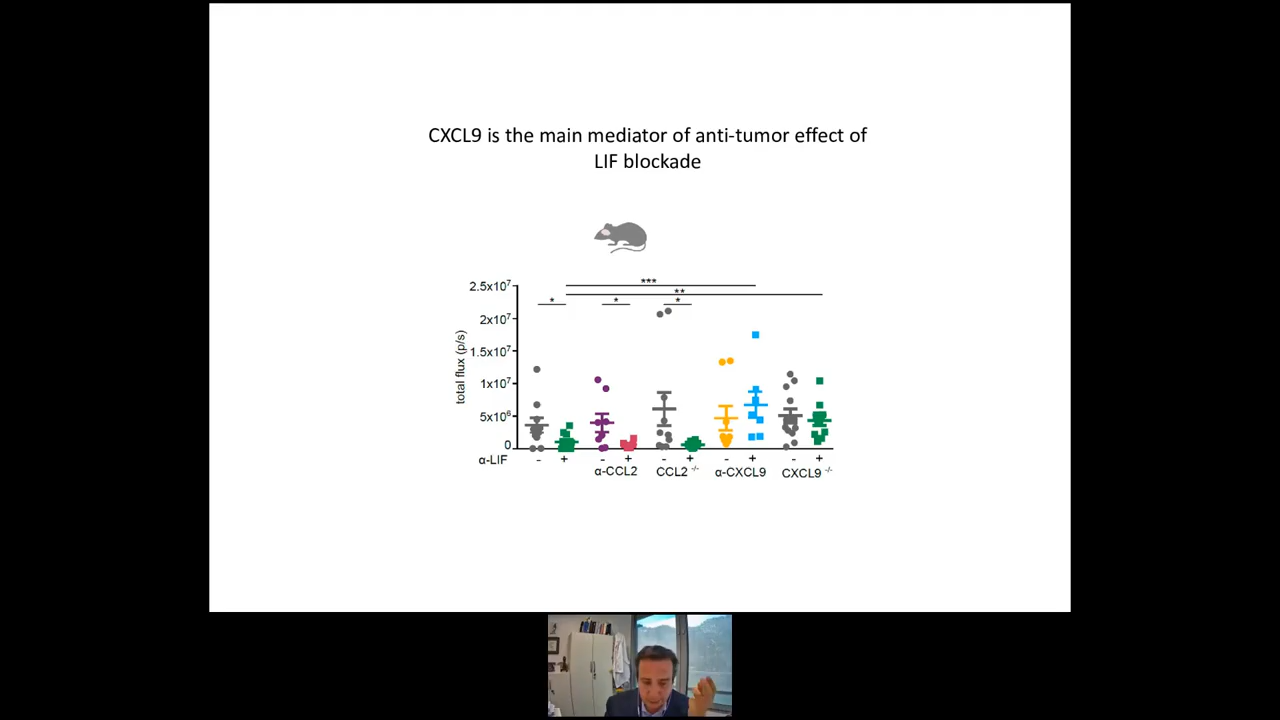 CXCL9 is the main mediator of anti-tumor effect of
LIF blockade
***
**
* * *
2.5x10⁷
2x10⁷
1.5x10⁷
1x10⁷
5x10⁶
0
total flux (p/s)
α-LIF - + - + - + - + - +
α-CCL2 CCL2 -/- α-CXCL9 CXCL9 -/-